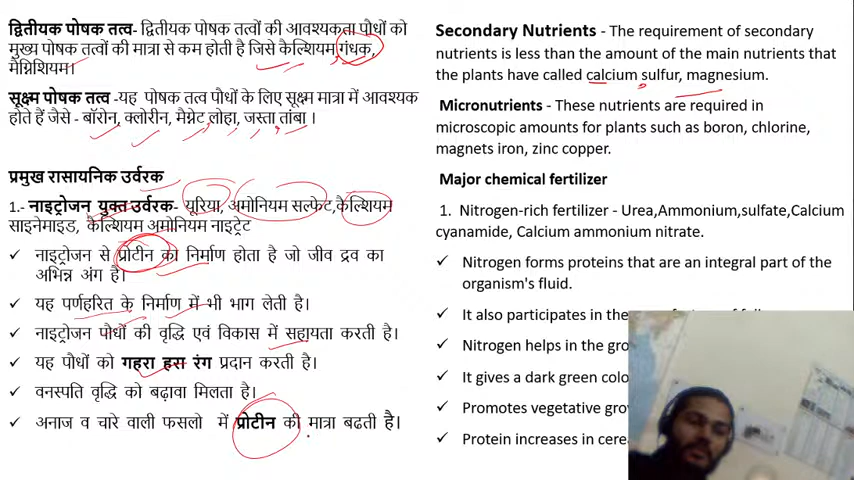 द्वितीयक पोषक तत्व- द्वितीयक पोषक तत्वों की आवश्यकता पौधों को
मुख्य पोषक तत्वों की मात्रा से कम होती है जिसे कैल्शियम गंधक,
मैग्निशियम।
सूक्ष्म पोषक तत्व -यह पोषक तत्व पौधों के लिए सूक्ष्म मात्रा में आवश्यक
होते हैं जैसे - बॉरोन, क्लोरीन, मैग्नेट लोहा, जस्ता तांबा ।
प्रमुख रासायनिक उर्वरक
1.- नाइट्रोजन युक्त उर्वरक- यूरिया, अमोनियम सल्फेट,कैल्शियम
साइनेमाइड, कैल्शियम अमोनियम नाइट्रेट
✓ नाइट्रोजन से प्रोटीन का निर्माण होता है जो जीव द्रव का
अभिन्न अंग है।
✓ यह पर्णहरित के निर्माण में भी भाग लेती है।
✓ नाइट्रोजन पौधों की वृद्धि एवं विकास में सहायता करती है।
✓ यह पौधों को गहरा हस रंग प्रदान करती है।
✓ वनस्पति वृद्धि को बढ़ावा मिलता है।
✓ अनाज व चारे वाली फसलो में प्रोटीन की मात्रा बढती है।
Secondary Nutrients - The requirement of secondary
nutrients is less than the amount of the main nutrients that
the plants have called calcium sulfur, magnesium.
Micronutrients - These nutrients are required in
microscopic amounts for plants such as boron, chlorine,
magnets iron, zinc copper.
Major chemical fertilizer
1. Nitrogen-rich fertilizer - Urea,Ammonium,sulfate,Calcium
cyanamide, Calcium ammonium nitrate.
✓ Nitrogen forms proteins that are an integral part of the
organism's fluid.
✓ It also participates in the
✓ Nitrogen helps in the
✓ It gives a dark green
✓ Promotes vegetative
✓ Protein increases in